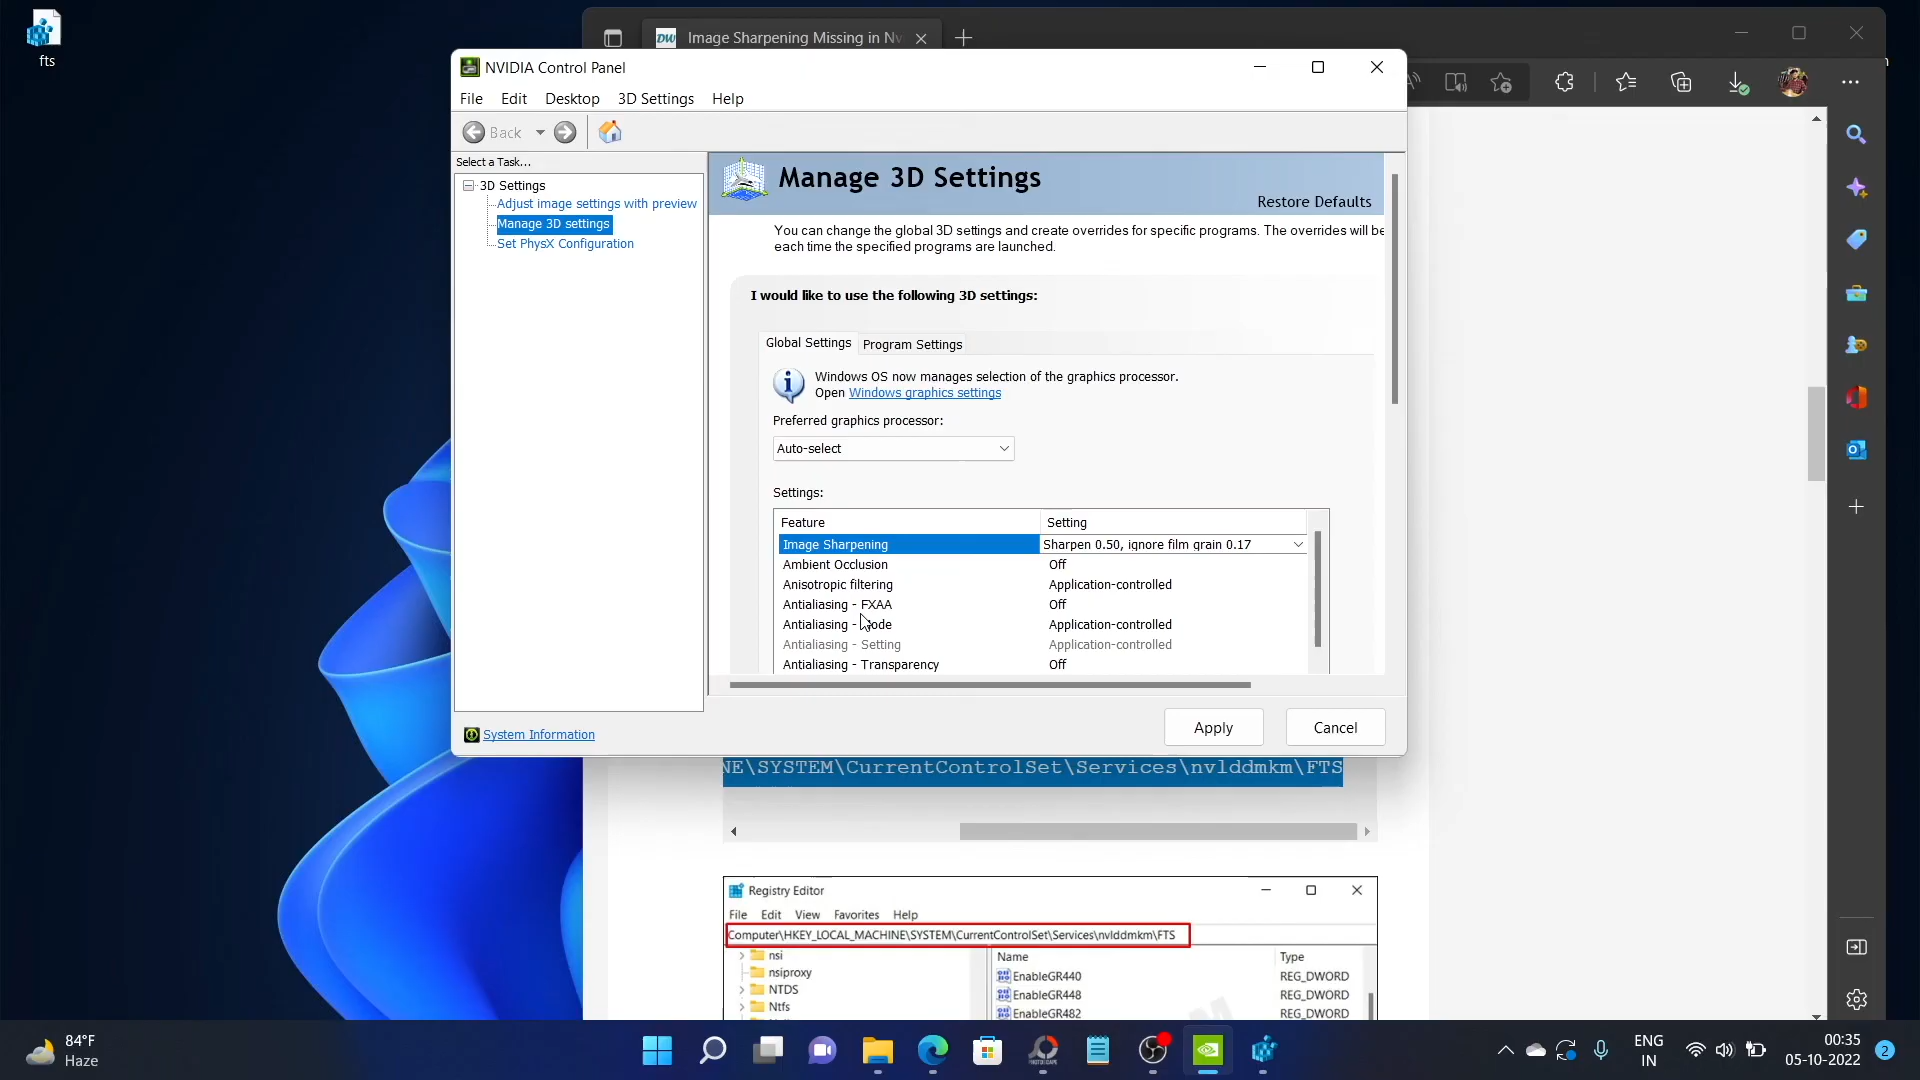 fts
Image Sharpening Missing in Nv
NVIDIA Control Panel
File Edit Desktop 3D Settings Help
Back
Select a Task...
3D Settings
Adjust image settings with preview
Manage 3D settings
Set PhysX Configuration
System Information
Manage 3D Settings
Restore Defaults
You can change the global 3D settings and create overrides for specific programs. The overrides will be
each time the specified programs are launched.
I would like to use the following 3D settings:
Global Settings Program Settings
Windows OS now manages selection of the graphics processor.
Open Windows graphics settings
Preferred graphics processor:
Auto-select
Settings:
Feature Setting
Image Sharpening Sharpen 0.50, ignore film grain 0.17
Ambient Occlusion Off
Anisotropic filtering Application-controlled
Antialiasing - FXAA Off
Antialiasing - Mode Application-controlled
Antialiasing - Setting Application-controlled
Antialiasing - Transparency Off
Apply Cancel
NE\SYSTEM\CurrentControlSet\Services\nvlddmkm\FTS
Registry Editor
File Edit View Favorites Help
Computer\HKEY_LOCAL_MACHINE\SYSTEM\CurrentControlSet\Services\nvlddmkm\FTS
nsi
nsiproxy
NTDS
Ntfs
Name Type
EnableGR440 REG_DWORD
EnableGR448 REG_DWORD
EnableGR482 REG_DWORD
84°F
Haze
ENG
IN
00:35
05-10-2022
2